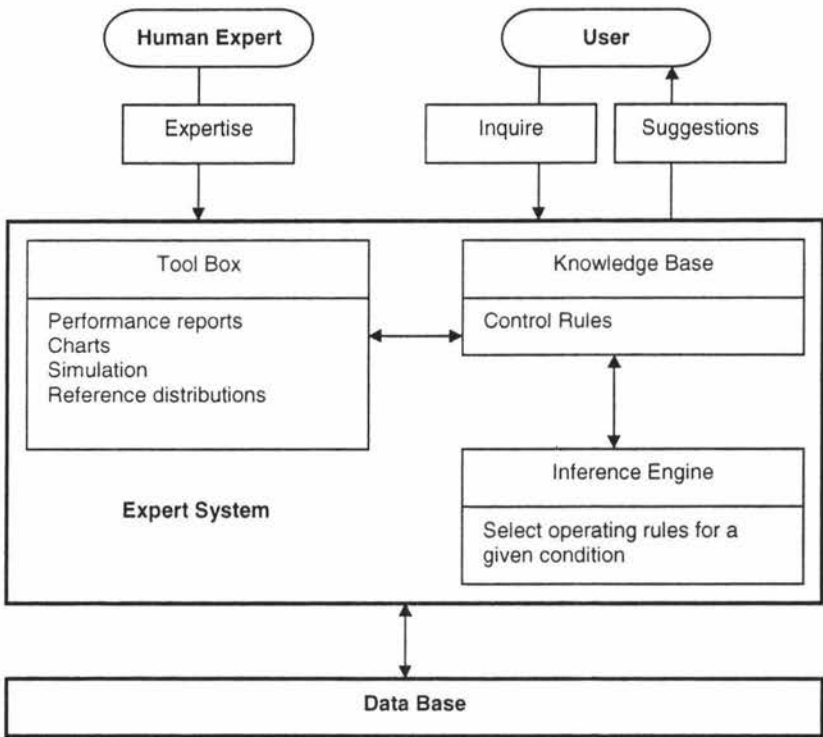 Human Expert
User
Expertise
Inquire
Suggestions
Tool Box
Performance reports
Charts
Simulation
Reference distributions
Knowledge Base
Control Rules
Inference Engine
Select operating rules for a
given condition
Expert System
Data Base